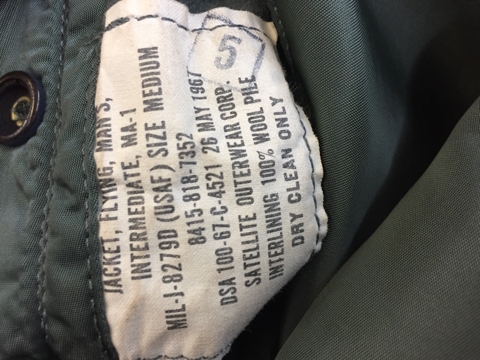 5
JACKET, FLYING, MAN'S,
INTERMEDIATE, MA-1
MIL-J-8279D (USAF) SIZE MEDIUM
8415-818-7352
DSA 100-67-C-4521 26 MAY 1967
SATELLITE OUTERWEAR CORP.
INTERLINING 100% WOOL PILE
DRY CLEAN ONLY